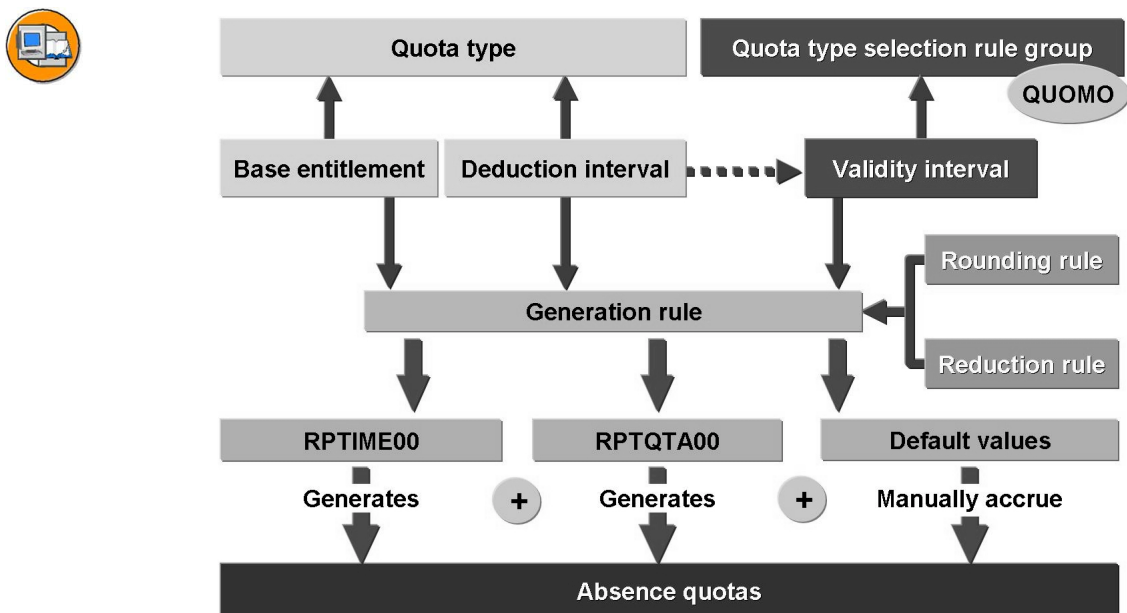 Quota type
Quota type selection rule group
QUOMO
Base entitlement
Deduction interval
Validity interval
Rounding rule
Generation rule
Reduction rule
RPTIME00
RPTQTA00
Default values
Generates
+
Generates
+
Manually accrue
Absence quotas